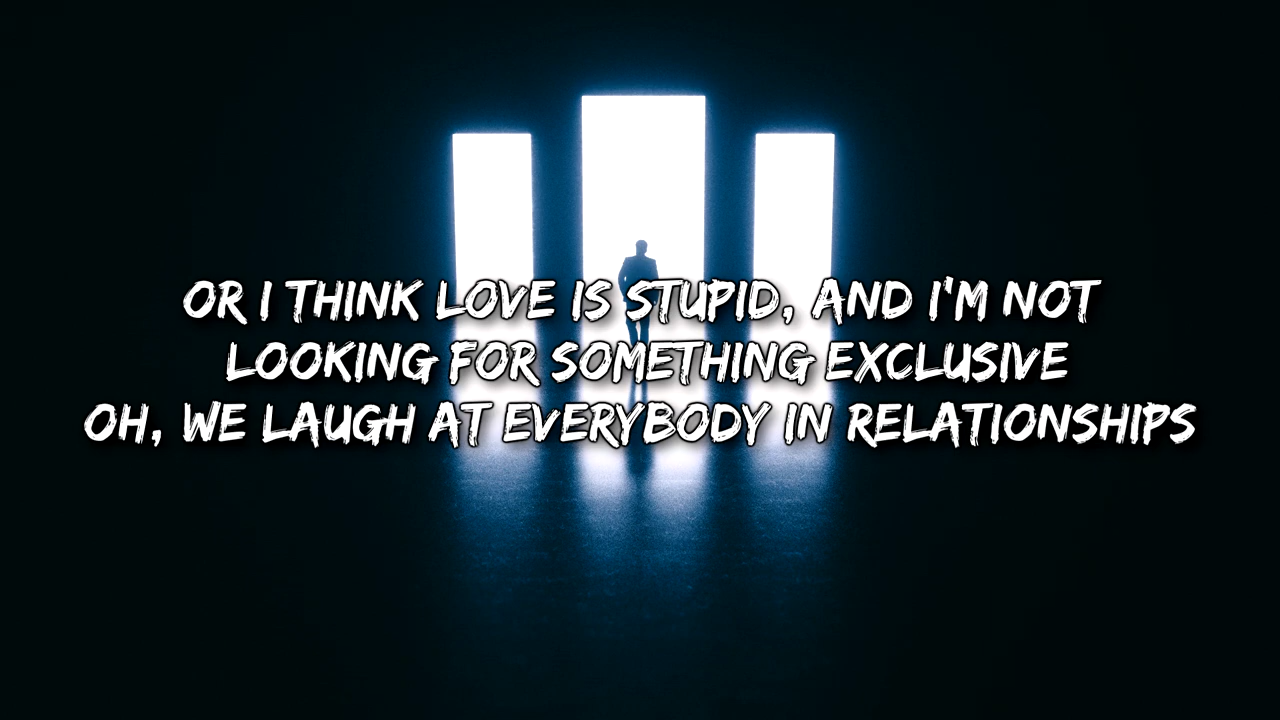 OR I THINK LOVE IS STUPID, AND I'M NOT
LOOKING FOR SOMETHING EXCLUSIVE
OH, WE LAUGH AT EVERYBODY IN RELATIONSHIPS